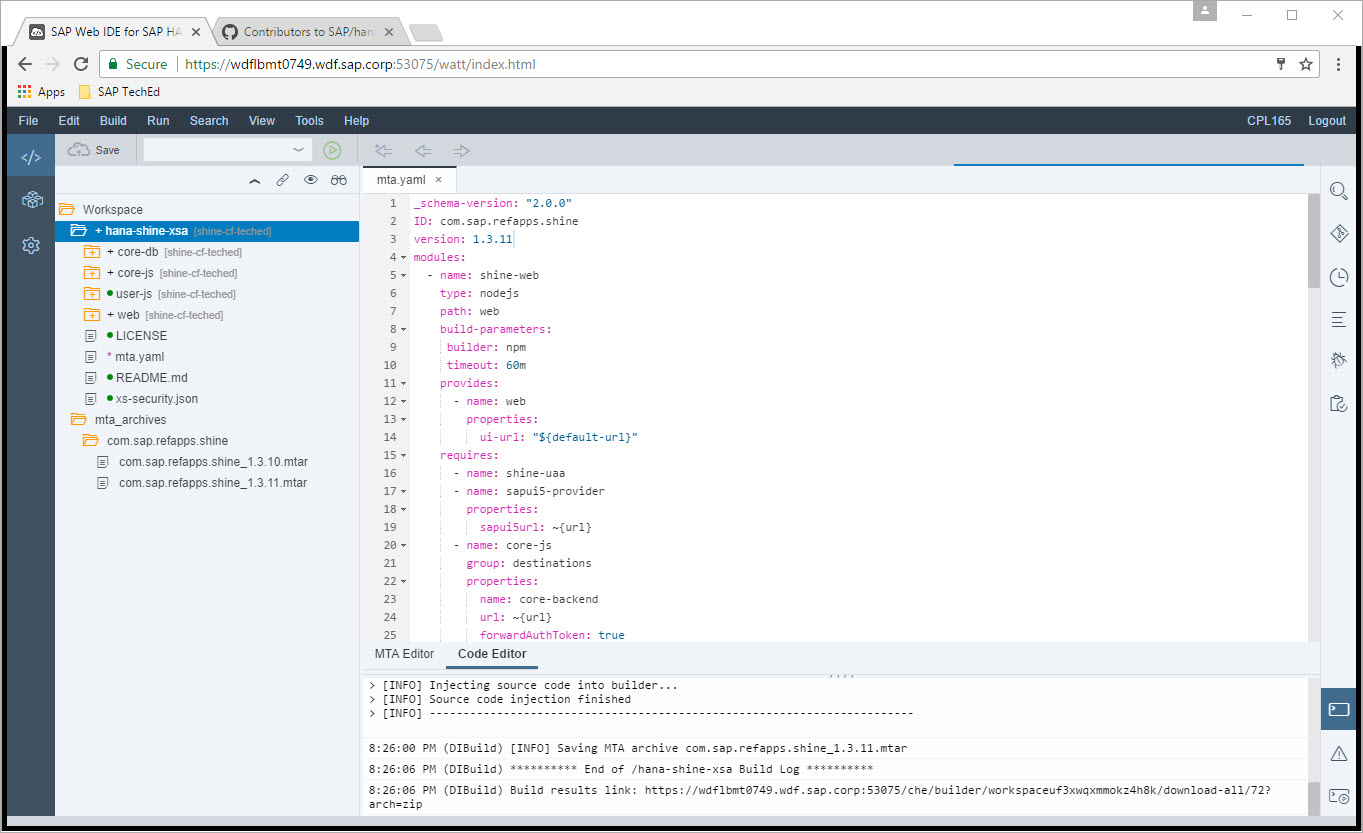 SAP Web IDE for SAP HA
Contributors to SAP/han
Secure https://wdflbmt0749.wdf.sap.corp:53075/watt/index.html
Apps SAP TechEd
File Edit Build Run Search View Tools Help CPL165 Logout
Save
mta.yaml ×
Workspace
+ hana-shine-xsa [shine-cf-teched]
+ core-db [shine-cf-teched]
+ core-js [shine-cf-teched]
user-js [shine-cf-teched]
+ web [shine-cf-teched]
LICENSE
* mta.yaml
README.md
xs-security.json
mta_archives
com.sap.refapps.shine
com.sap.refapps.shine_1.3.10.mtar
com.sap.refapps.shine_1.3.11.mtar
1 _schema-version: "2.0.0"
2 ID: com.sap.refapps.shine
3 version: 1.3.11
4 modules:
5 - name: shine-web
6 type: nodejs
7 path: web
8 build-parameters:
9 builder: npm
10 timeout: 60m
11 provides:
12 - name: web
13 properties:
14 ui-url: "${default-url}"
15 requires:
16 - name: shine-uaa
17 - name: sapui5-provider
18 properties:
19 sapui5url: ~{url}
20 - name: core-js
21 group: destinations
22 properties:
23 name: core-backend
24 url: ~{url}
25 forwardAuthToken: true
MTA Editor Code Editor
> [INFO] Injecting source code into builder...
> [INFO] Source code injection finished
> [INFO] ------------------------------------------------------------------------
8:26:00 PM (DIBuild) [INFO] Saving MTA archive com.sap.refapps.shine_1.3.11.mtar
8:26:06 PM (DIBuild) ********** End of /hana-shine-xsa Build Log **********
8:26:06 PM (DIBuild) Build results link: https://wdflbmt0749.wdf.sap.corp:53075/che/builder/workspaceuf3xwqxmmokz4h8k/download-all/72?
arch=zip